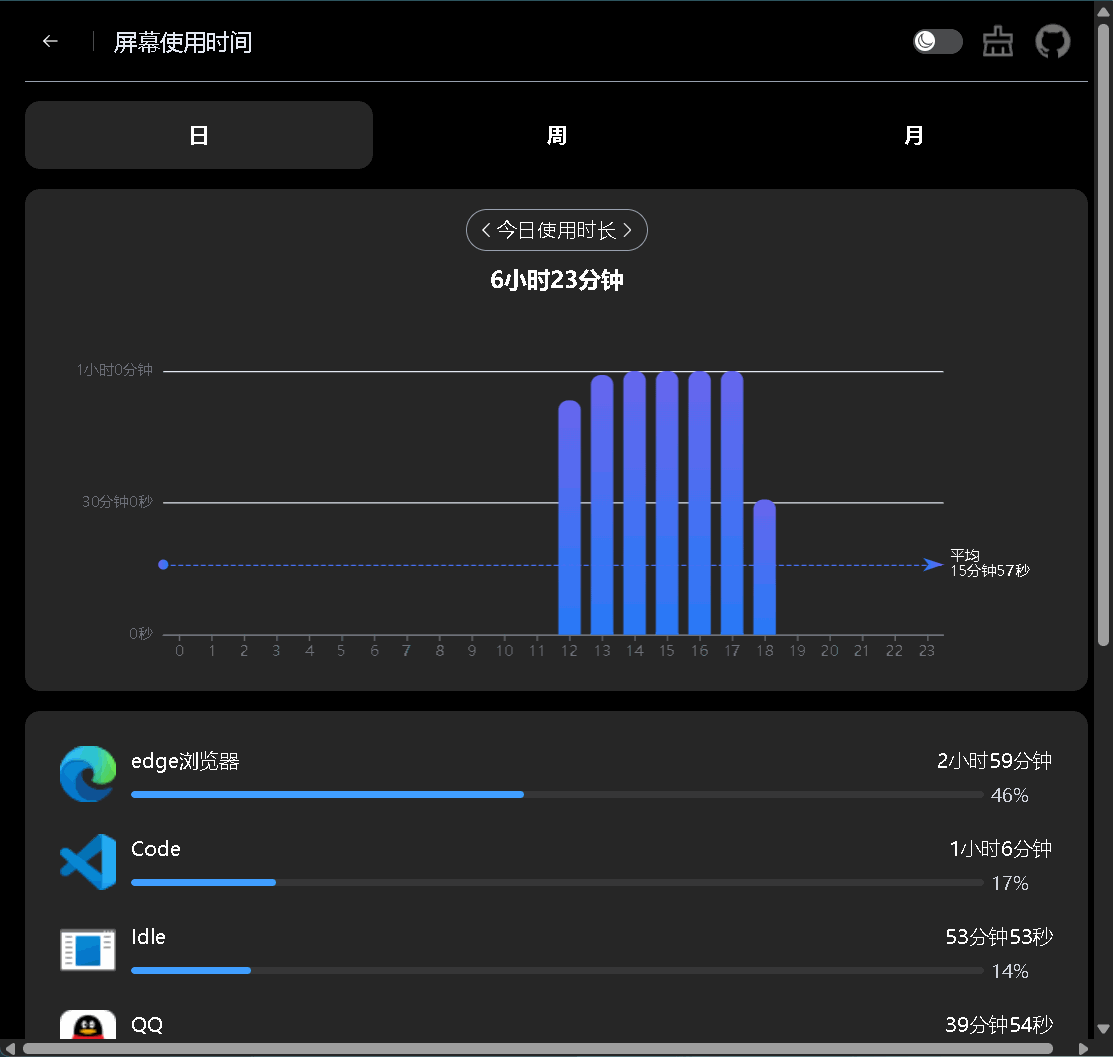 屏幕使用时间
日 周 月
今日使用时长
6小时23分钟
1小时0分钟
30分钟0秒
平均
15分钟57秒
0秒
0 1 2 3 4 5 6 7 8 9 10 11 12 13 14 15 16 17 18 19 20 21 22 23
edge浏览器 2小时59分钟
46%
Code 1小时6分钟
17%
Idle 53分钟53秒
14%
QQ 39分钟54秒